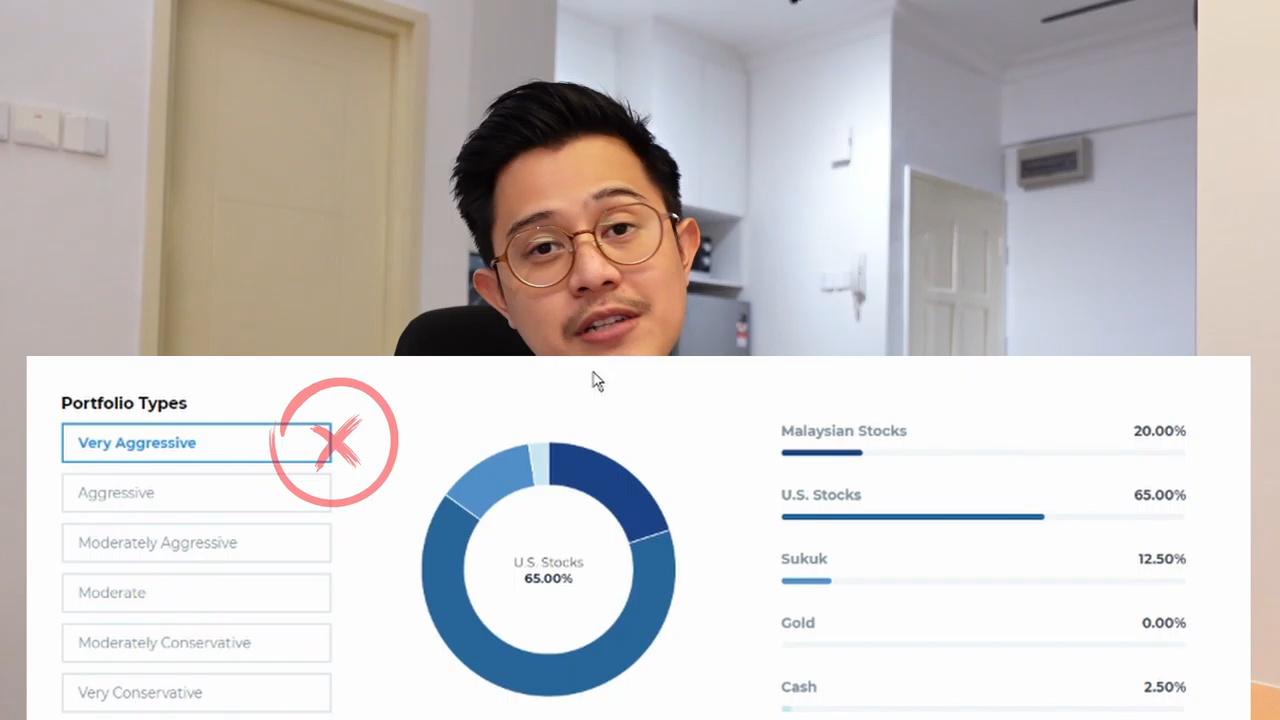 Portfolio Types
Very Aggressive
Aggressive
Moderately Aggressive
Moderate
Moderately Conservative
Very Conservative
U.S. Stocks
65.00%
Malaysian Stocks 20.00%
U.S. Stocks 65.00%
Sukuk 12.50%
Gold 0.00%
Cash 2.50%